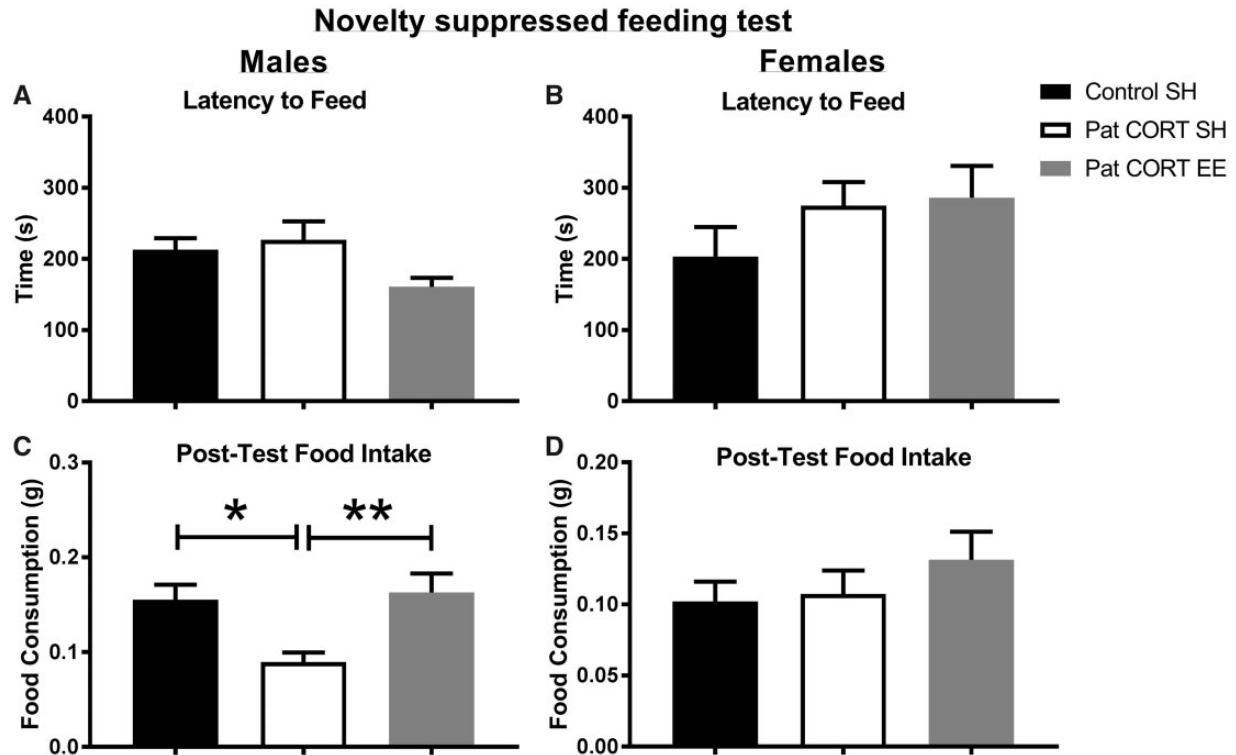 Novelty suppressed feeding test
Males
Females
A
Latency to Feed
B
Latency to Feed
Control SH
Pat CORT SH
Pat CORT EE
Time (s)
400
300
200
100
0
Time (s)
400
300
200
100
0
C
Post-Test Food Intake
Food Consumption (g)
0.3
0.2
0.1
0.0
*
**
D
Post-Test Food Intake
Food Consumption (g)
0.20
0.15
0.10
0.05
0.00